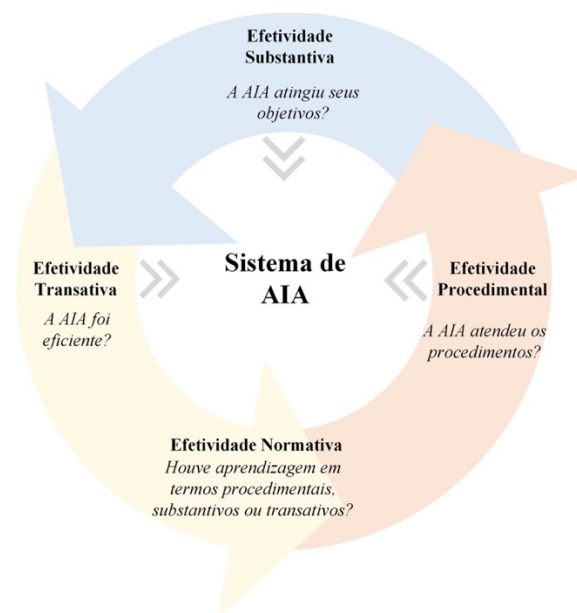 Efetividade
Substantiva
A AIA atingiu seus
objetivos?
Efetividade
Transativa
A AIA foi
eficiente?
Sistema de
AIA
Efetividade
Procedimental
A AIA atendeu os
procedimentos?
Efetividade Normativa
Houve aprendizagem em
termos procedimentais,
substantivos ou transativos?